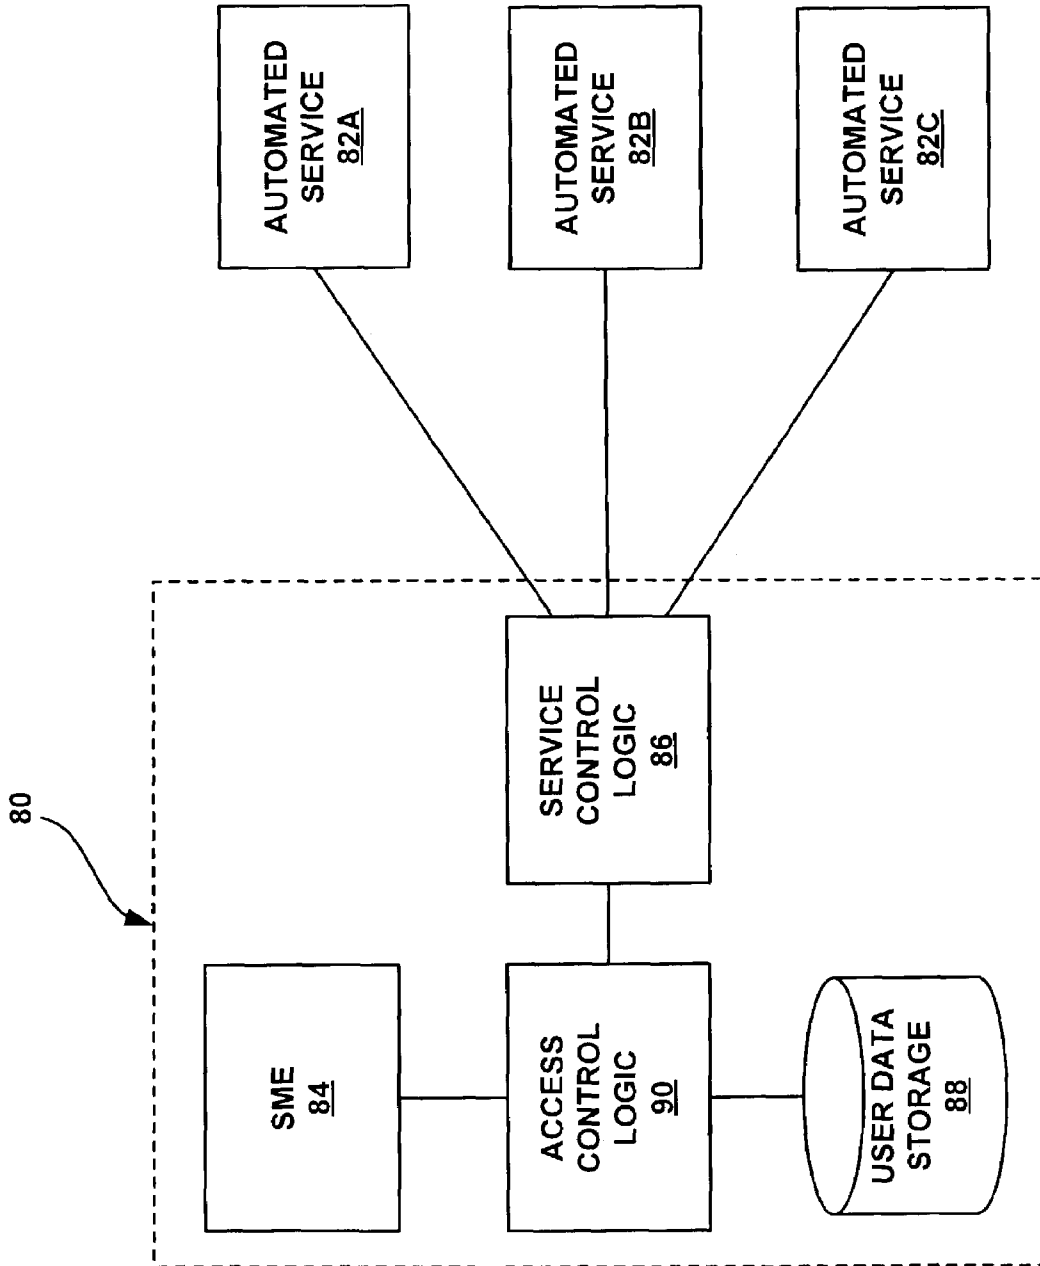 80
SME
84
ACCESS
CONTROL
LOGIC
90
USER DATA
STORAGE
88
SERVICE
CONTROL
LOGIC
86
AUTOMATED
SERVICE
82A
AUTOMATED
SERVICE
82B
AUTOMATED
SERVICE
82C